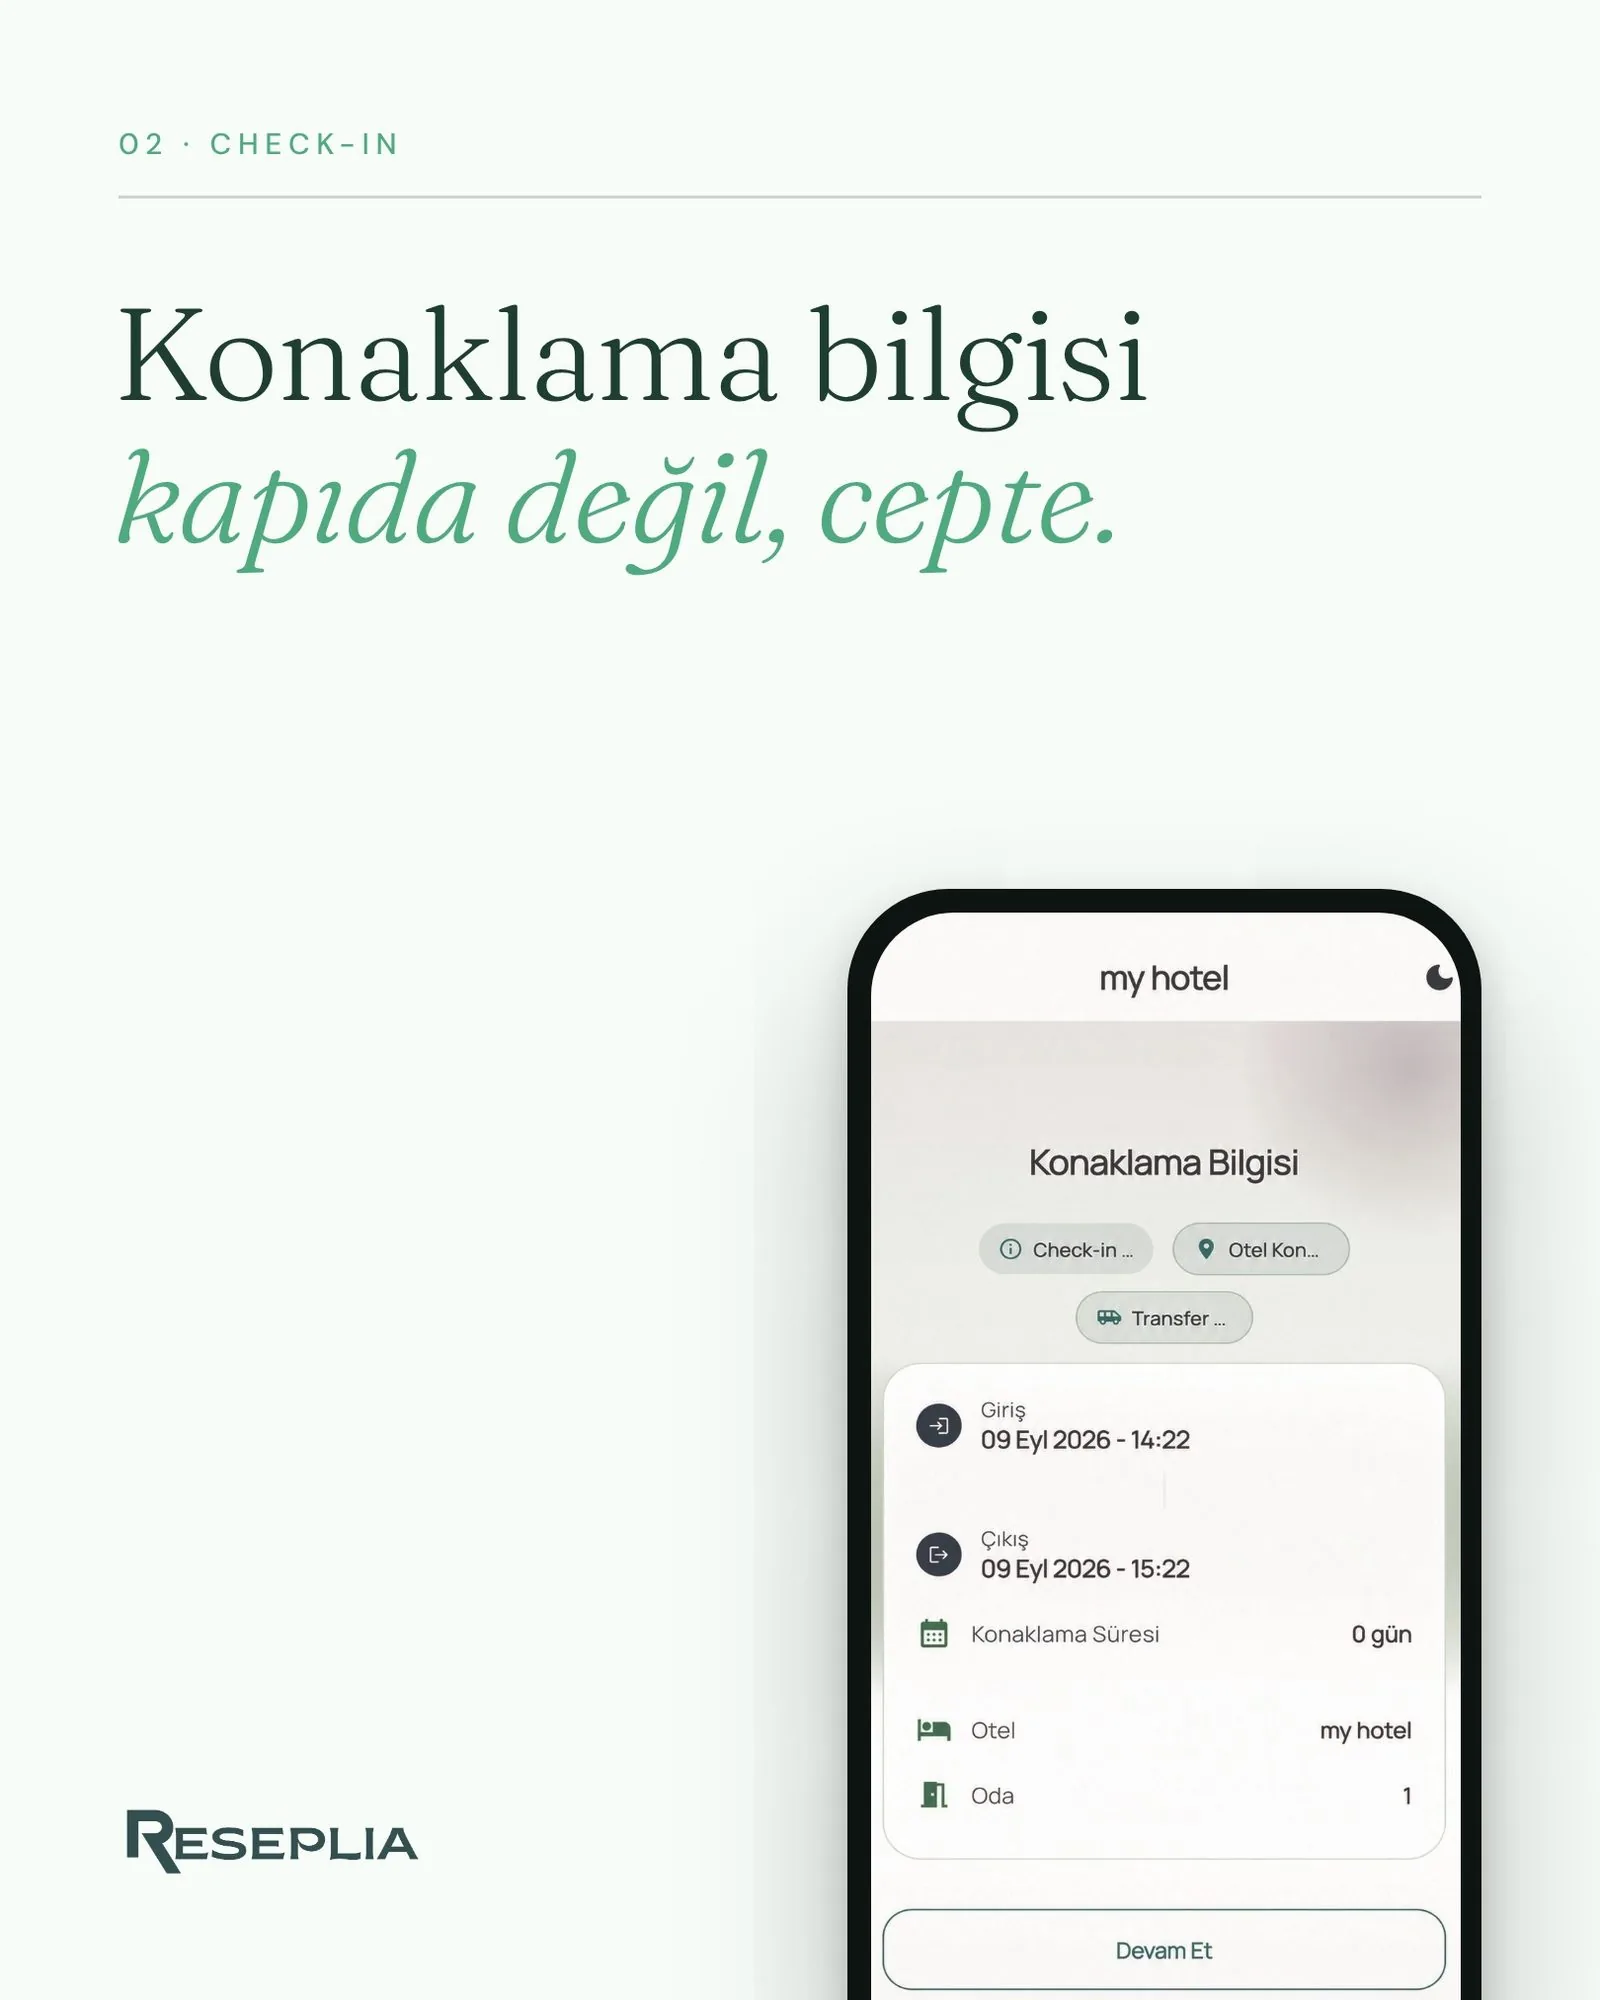 02 · CHECK-IN
Konaklama bilgisi
kapıda değil, cepte.
my hotel
Konaklama Bilgisi
Check-in ...
Otel Kon...
Transfer ...
Giriş
09 Eyl 2026 - 14:22
Çıkış
09 Eyl 2026 - 15:22
Konaklama Süresi 0 gün
Otel my hotel
Oda 1
Devam Et
RESEPLIA